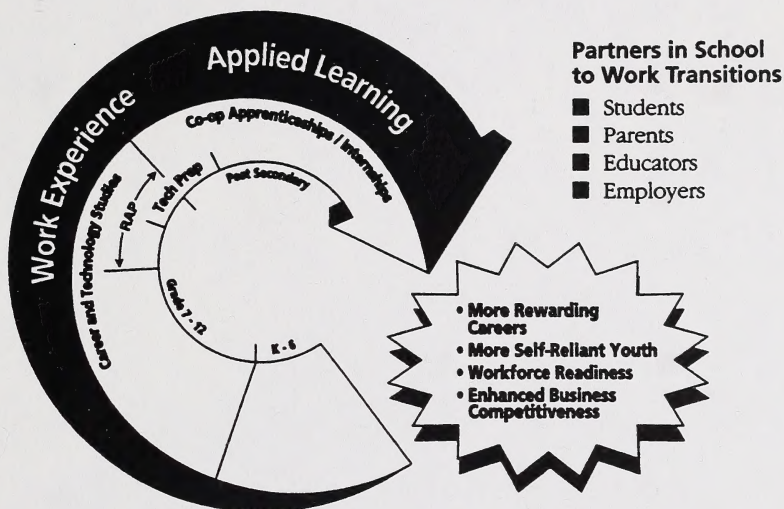 Work Experience
Applied Learning
Career and Technology Studies
RAP
Tech Prep
Co-op Apprenticeships / Internships
Post Secondary
Grade 7 - 12
K - 6
Partners in School
to Work Transitions
■ Students
■ Parents
■ Educators
■ Employers
• More Rewarding
Careers
• More Self-Reliant Youth
• Workforce Readiness
• Enhanced Business
Competitiveness